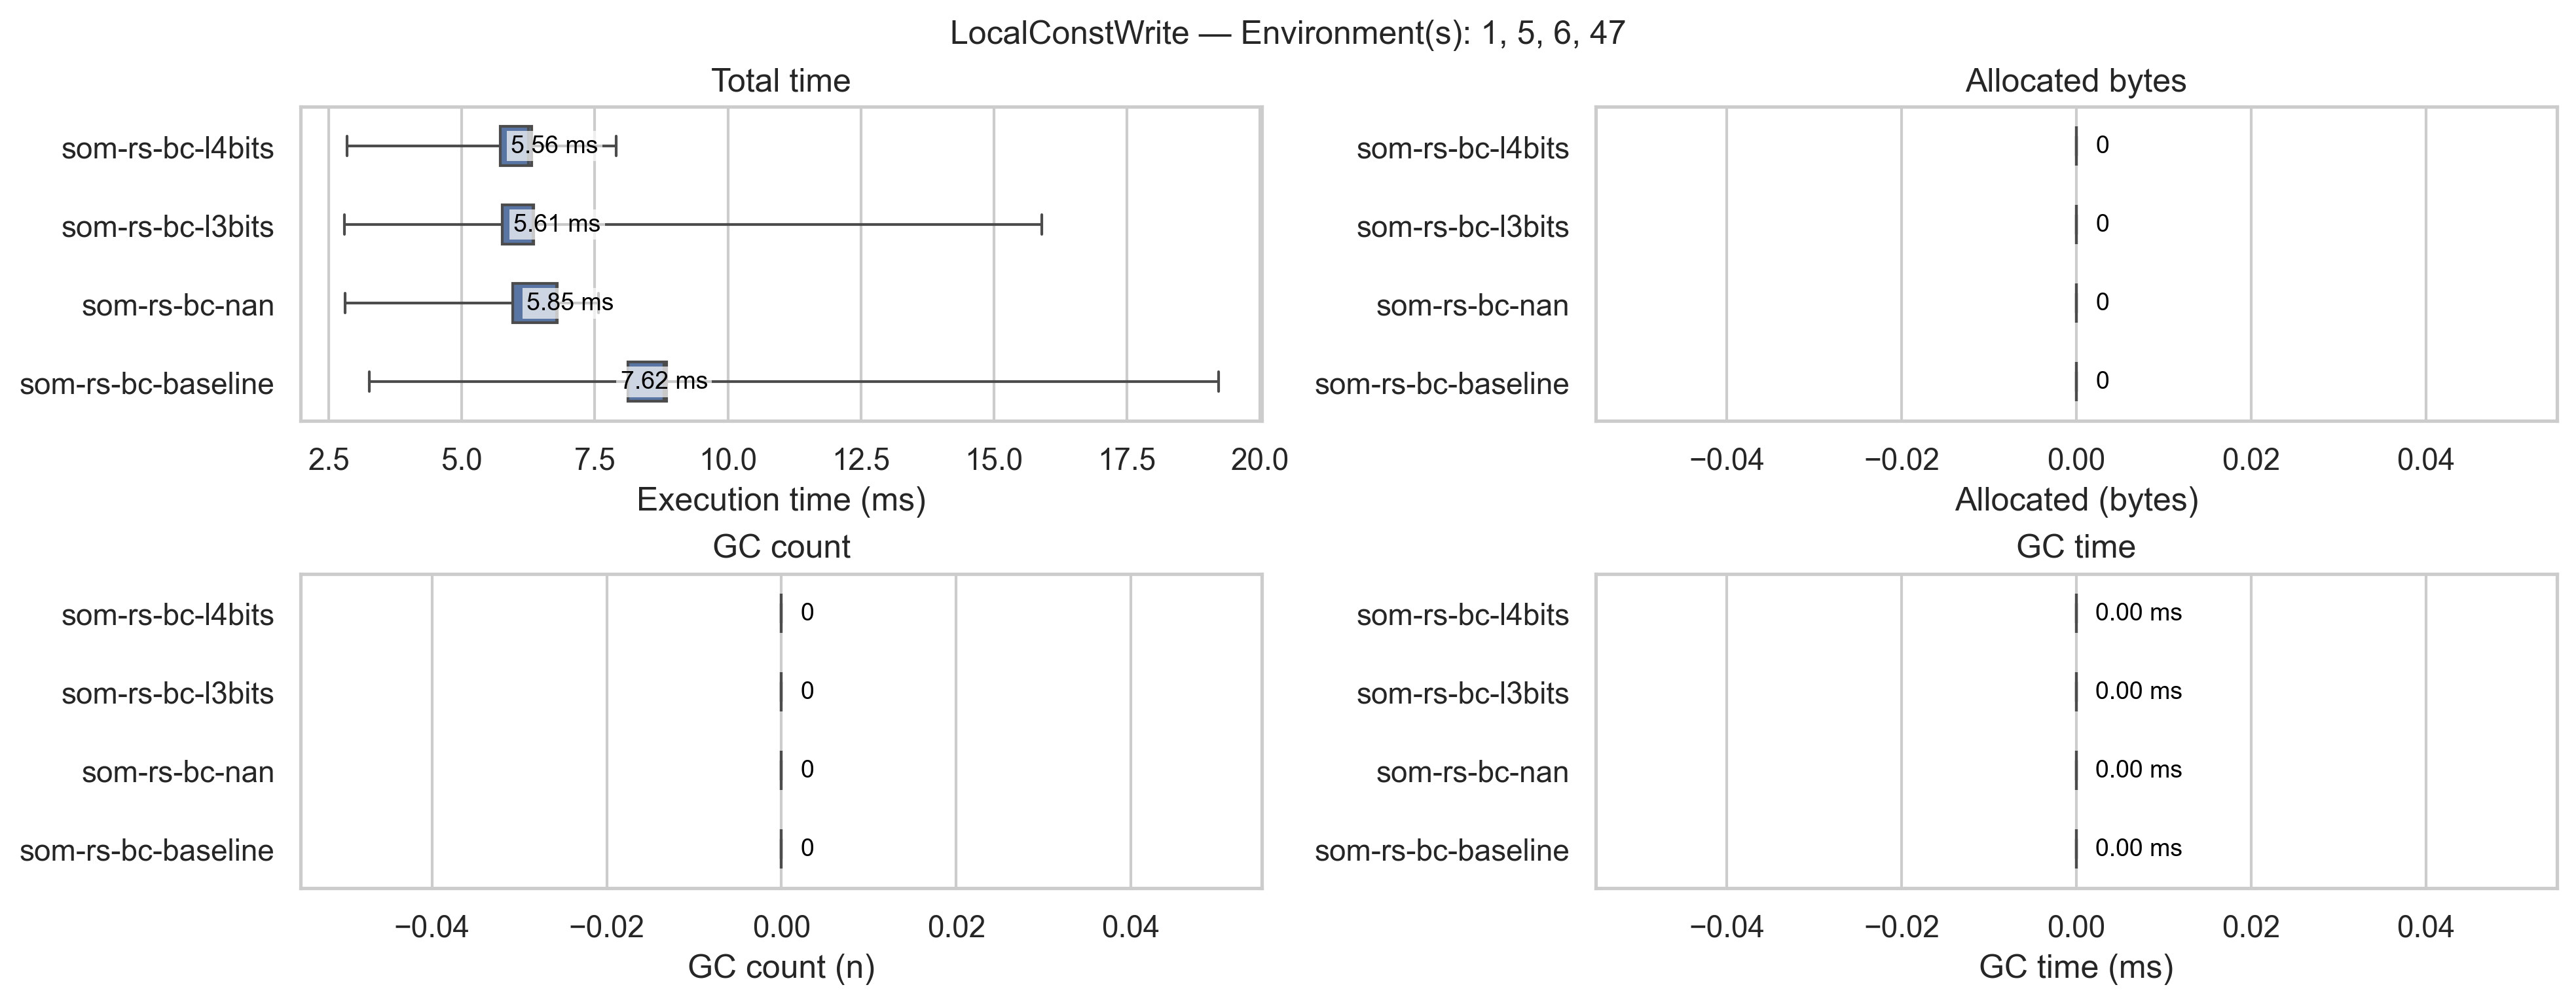 LocalConstWrite — Environment(s): 1, 5, 6, 47
Total time
som-rs-bc-l4bits
5.56 ms
som-rs-bc-l3bits
5.61 ms
som-rs-bc-nan
5.85 ms
som-rs-bc-baseline
7.62 ms
2.5 5.0 7.5 10.0 12.5 15.0 17.5 20.0
Execution time (ms)
Allocated bytes
som-rs-bc-l4bits
0
som-rs-bc-l3bits
0
som-rs-bc-nan
0
som-rs-bc-baseline
0
−0.04 −0.02 0.00 0.02 0.04
Allocated (bytes)
GC count
som-rs-bc-l4bits
0
som-rs-bc-l3bits
0
som-rs-bc-nan
0
som-rs-bc-baseline
0
−0.04 −0.02 0.00 0.02 0.04
GC count (n)
GC time
som-rs-bc-l4bits
0.00 ms
som-rs-bc-l3bits
0.00 ms
som-rs-bc-nan
0.00 ms
som-rs-bc-baseline
0.00 ms
−0.04 −0.02 0.00 0.02 0.04
GC time (ms)